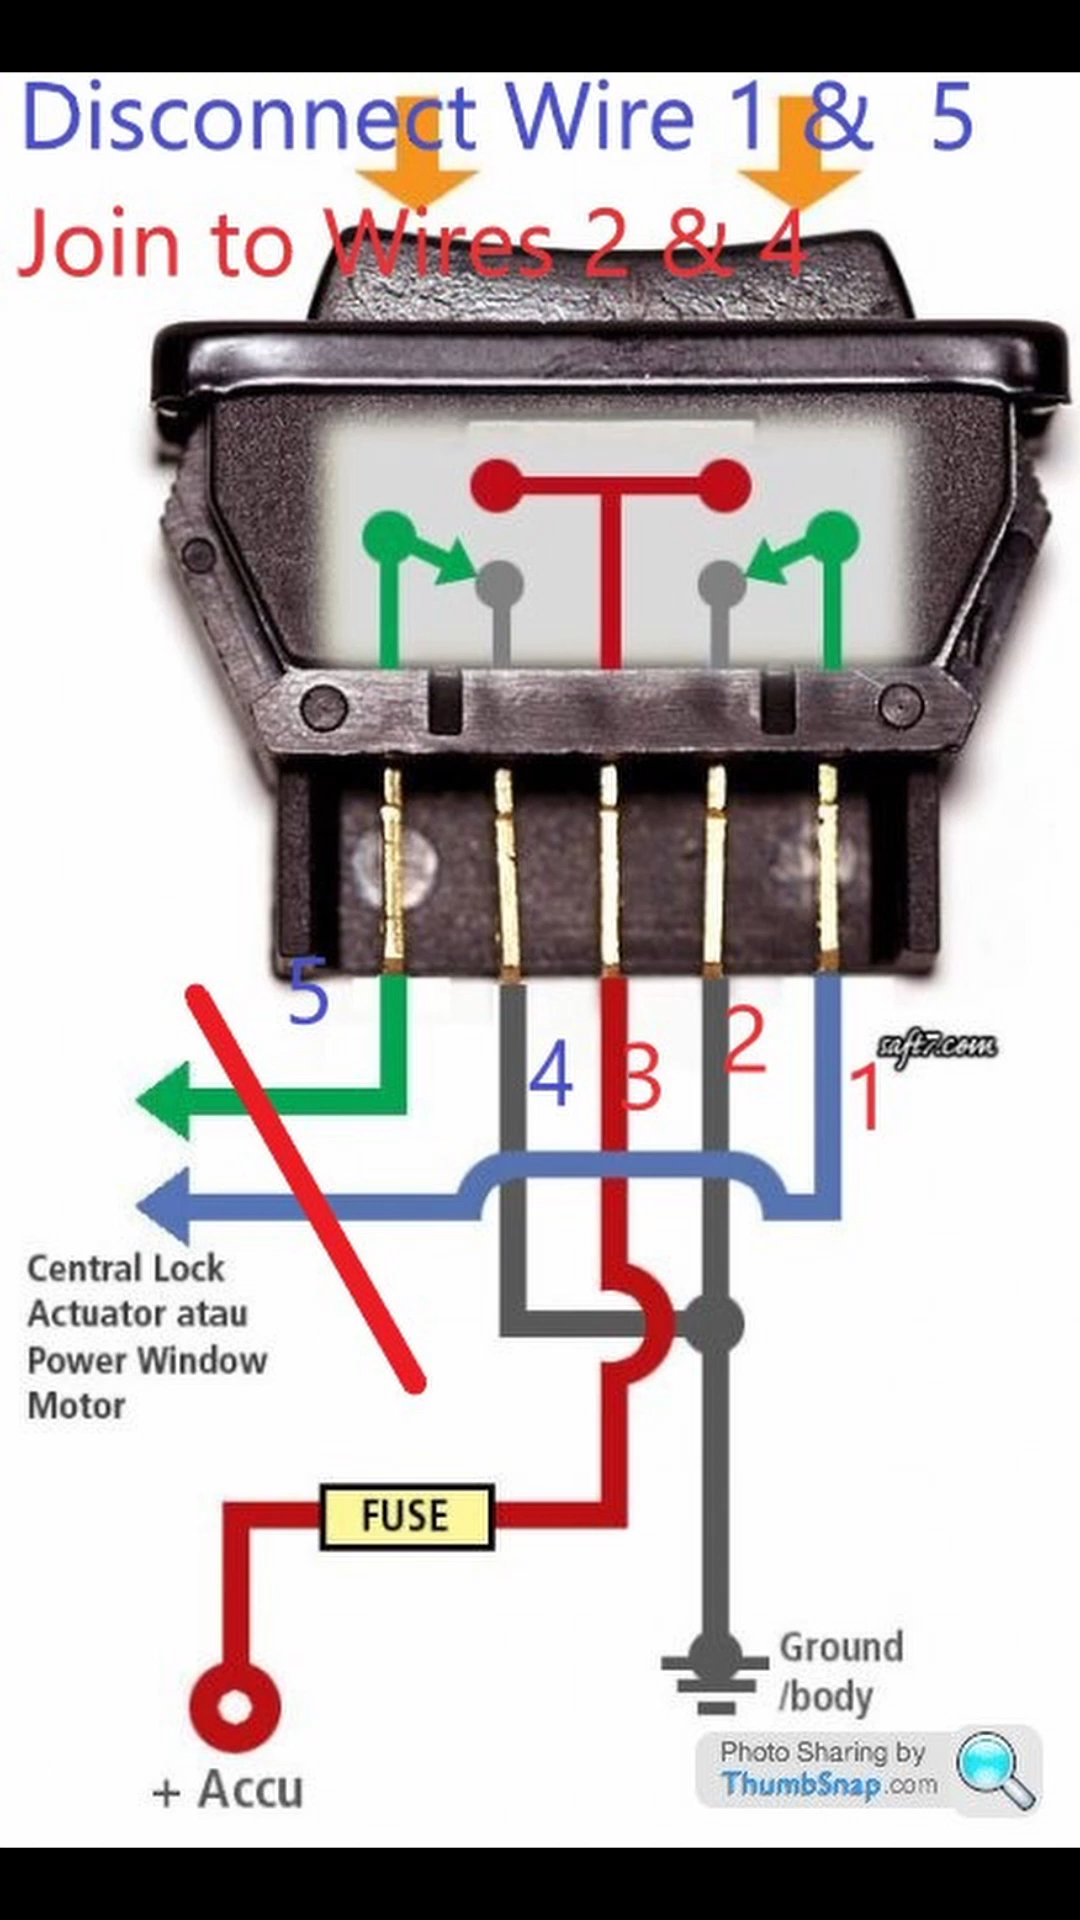 Disconnect Wire 1 & 5
Join to Wires 2 & 4
5
4
3
2
1
saft7.com
Central Lock
Actuator atau
Power Window
Motor
FUSE
+ Accu
Ground
/body
Photo Sharing by
ThumbSnap.com